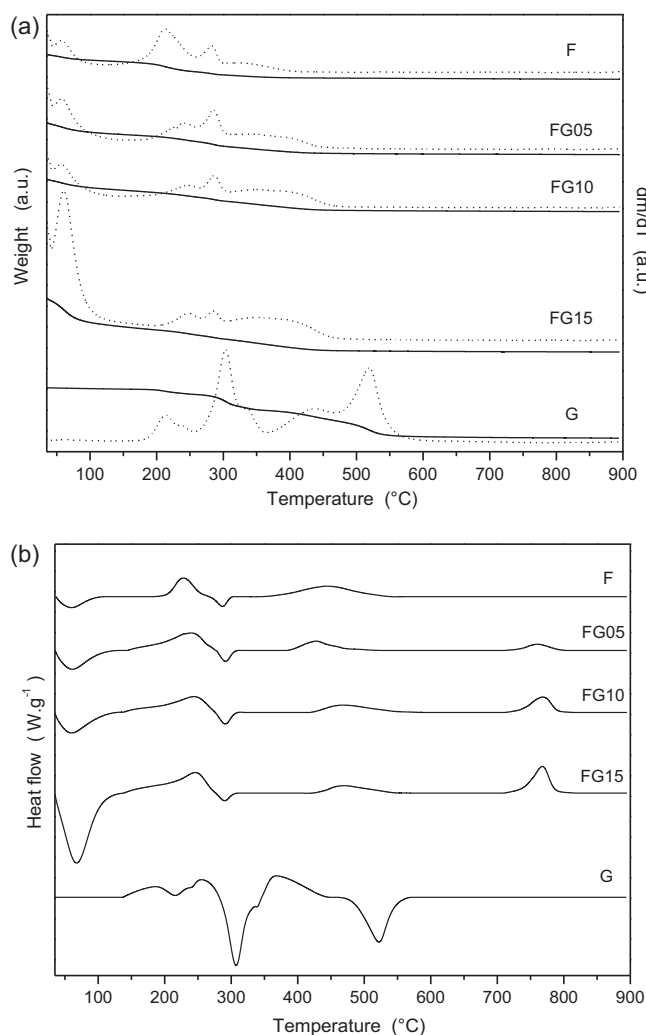 (a)
F
FG05
FG10
FG15
G
Weight (a.u.)
dm/dT (a.u.)
100 200 300 400 500 600 700 800 900
Temperature (°C)
(b)
F
FG05
FG10
FG15
G
Heat flow ( W.g⁻¹)
100 200 300 400 500 600 700 800 900
Temperature (°C)